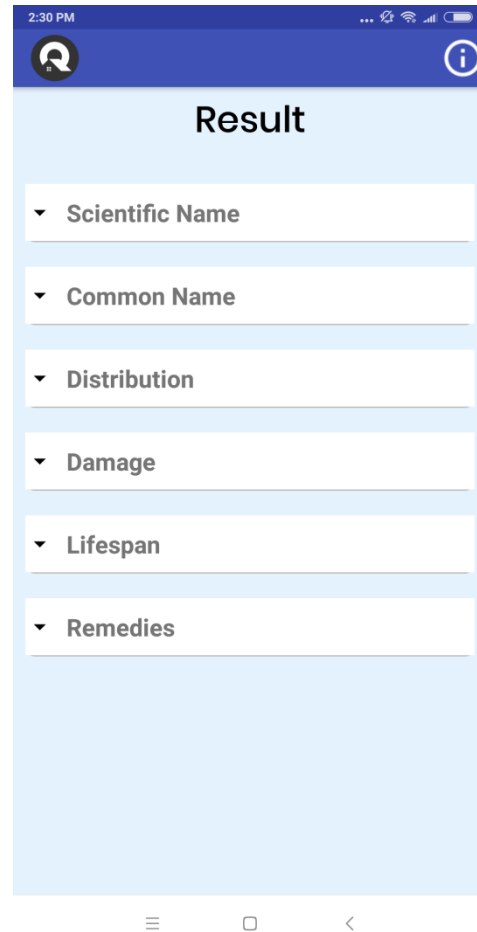 2:30 PM
Result
Scientific Name
Common Name
Distribution
Damage
Lifespan
Remedies